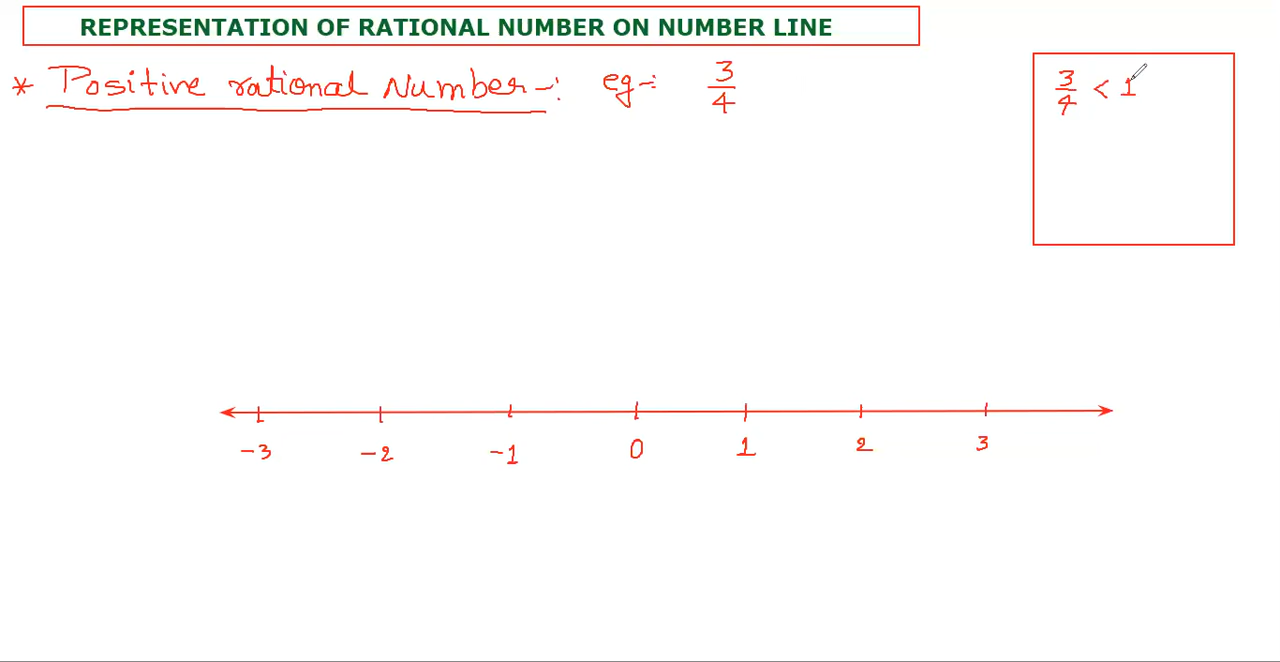 REPRESENTATION OF RATIONAL NUMBER ON NUMBER LINE
* Positive rational Number -: eg -: 3/4
3/4 < 1
-3 -2 -1 0 1 2 3